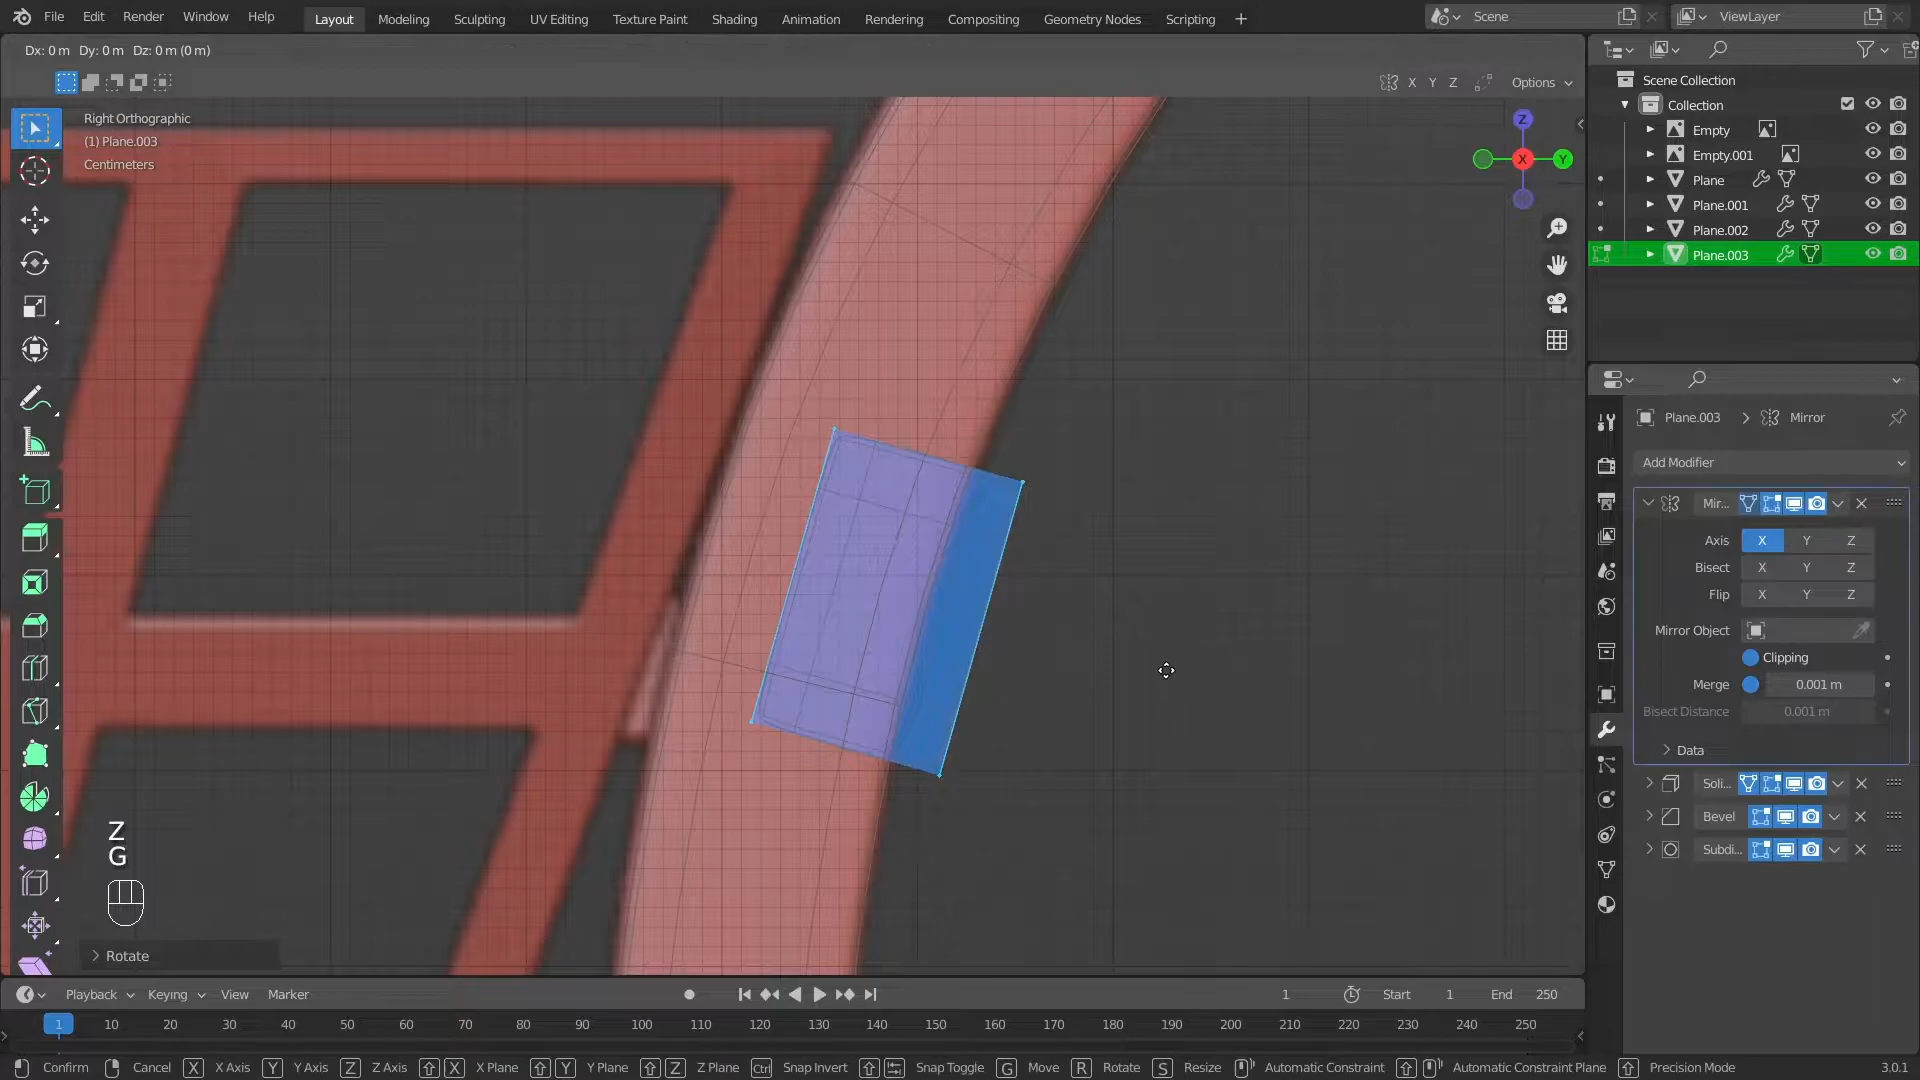 File Edit Render Window Help Layout Modeling Sculpting UV Editing Texture Paint Shading Animation Rendering Compositing Geometry Nodes Scripting + Scene ViewLayer
Dx: 0 m Dy: 0 m Dz: 0 m (0 m)
X Y Z Options
Right Orthographic
(1) Plane.003
Centimeters
Z
X
Y
Scene Collection
Collection
Empty
Empty.001
Plane
Plane.001
Plane.002
Plane.003
Plane.003 > Mirror
Add Modifier
Mir...
Axis X Y Z
Bisect X Y Z
Flip X Y Z
Mirror Object
Clipping
Merge 0.001 m
Bisect Distance 0.001 m
Data
Soli...
Bevel
Subdi...
Z
G
Rotate
Playback Keying View Marker 1 Start 1 End 250
1 10 20 30 40 50 60 70 80 90 100 110 120 130 140 150 160 170 180 190 200 210 220 230 240 250
Confirm Cancel X X Axis Y Y Axis Z Z Axis X X Plane Y Y Plane Z Z Plane Ctrl Snap Invert Snap Toggle G Move R Rotate S Resize Automatic Constraint Automatic Constraint Plane Precision Mode 3.0.1